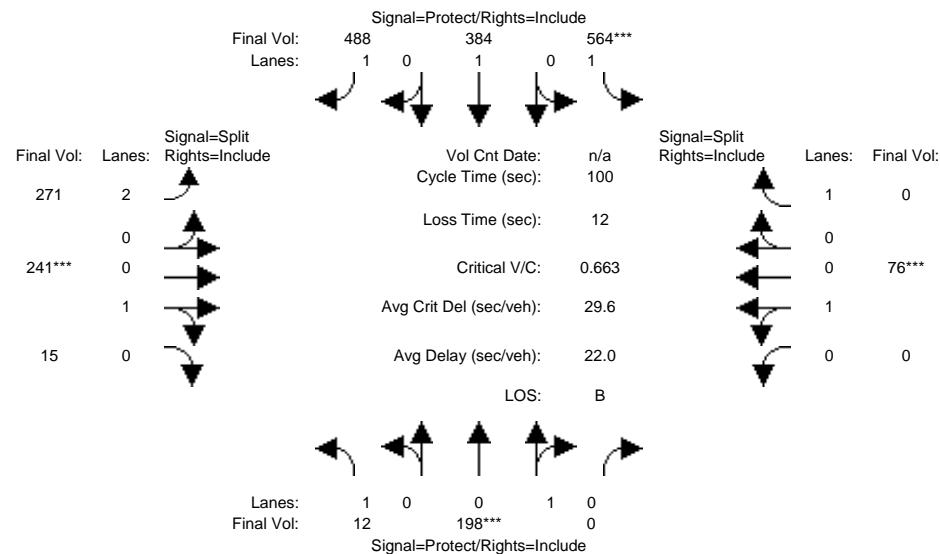 Signal=Protect/Rights=Include
Final Vol: 488 384 564***
Lanes: 1 0 1 0 1
Signal=Split
Final Vol: Lanes: Rights=Include
Vol Cnt Date: n/a
Signal=Split
Rights=Include Lanes: Final Vol:
Cycle Time (sec): 100
271 2
1 0
Loss Time (sec): 12
0
0
241*** 0
Critical V/C: 0.663
0 76***
1
Avg Crit Del (sec/veh): 29.6
1
15 0
Avg Delay (sec/veh): 22.0
0 0
LOS: B
Lanes: 1 0 0 1 0
Final Vol: 12 198*** 0
Signal=Protect/Rights=Include